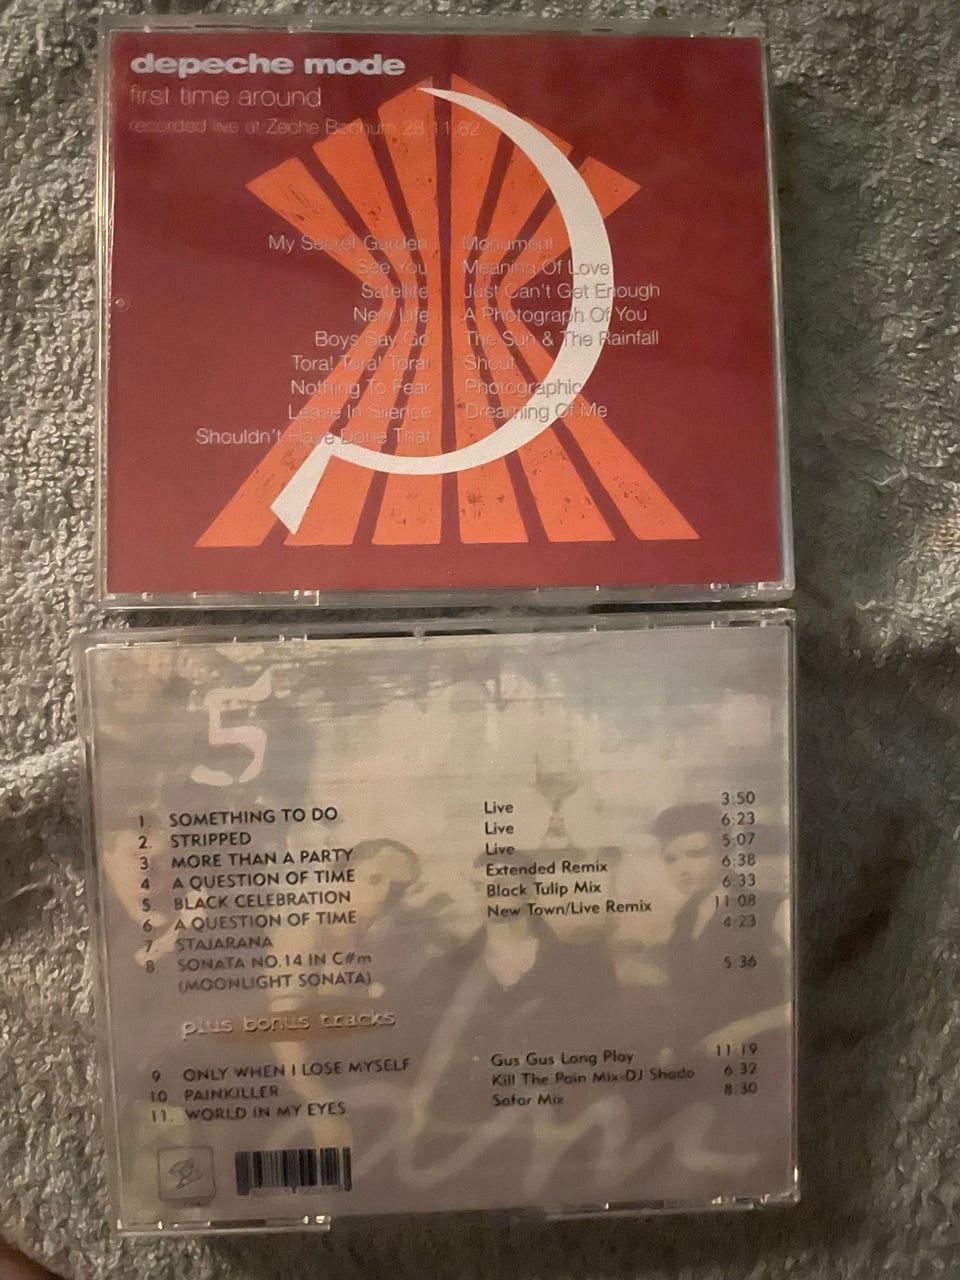 depeche mode
first time around
recorded live at Zeche Bochum 28.11.82
My Secret Garden Monument
See You Meaning Of Love
Satellite Just Can't Get Enough
New Life A Photograph Of You
Boys Say Go The Sun & The Rainfall
Tora! Tora! Tora! Shout
Nothing To Fear Photographic
Leave In Silence Dreaming Of Me
Shouldn't Have Done That
5
1. SOMETHING TO DO Live 3:50
2. STRIPPED Live 6:23
3. MORE THAN A PARTY Live 5:07
4 A QUESTION OF TIME Extended Remix 6:38
5. BLACK CELEBRATION Black Tulip Mix 6:33
6. A QUESTION OF TIME New Town/Live Remix 11:08
7. STAJARANA 4:23
8 SONATA NO.14 IN C#m 5:36
(MOONLIGHT SONATA)
plus bonus tracks
9 ONLY WHEN I LOSE MYSELF Gus Gus Long Play 11:19
10 PAINKILLER Kill The Pain Mix-DJ Shado 6:32
11. WORLD IN MY EYES Safar Mix 8:30
dm